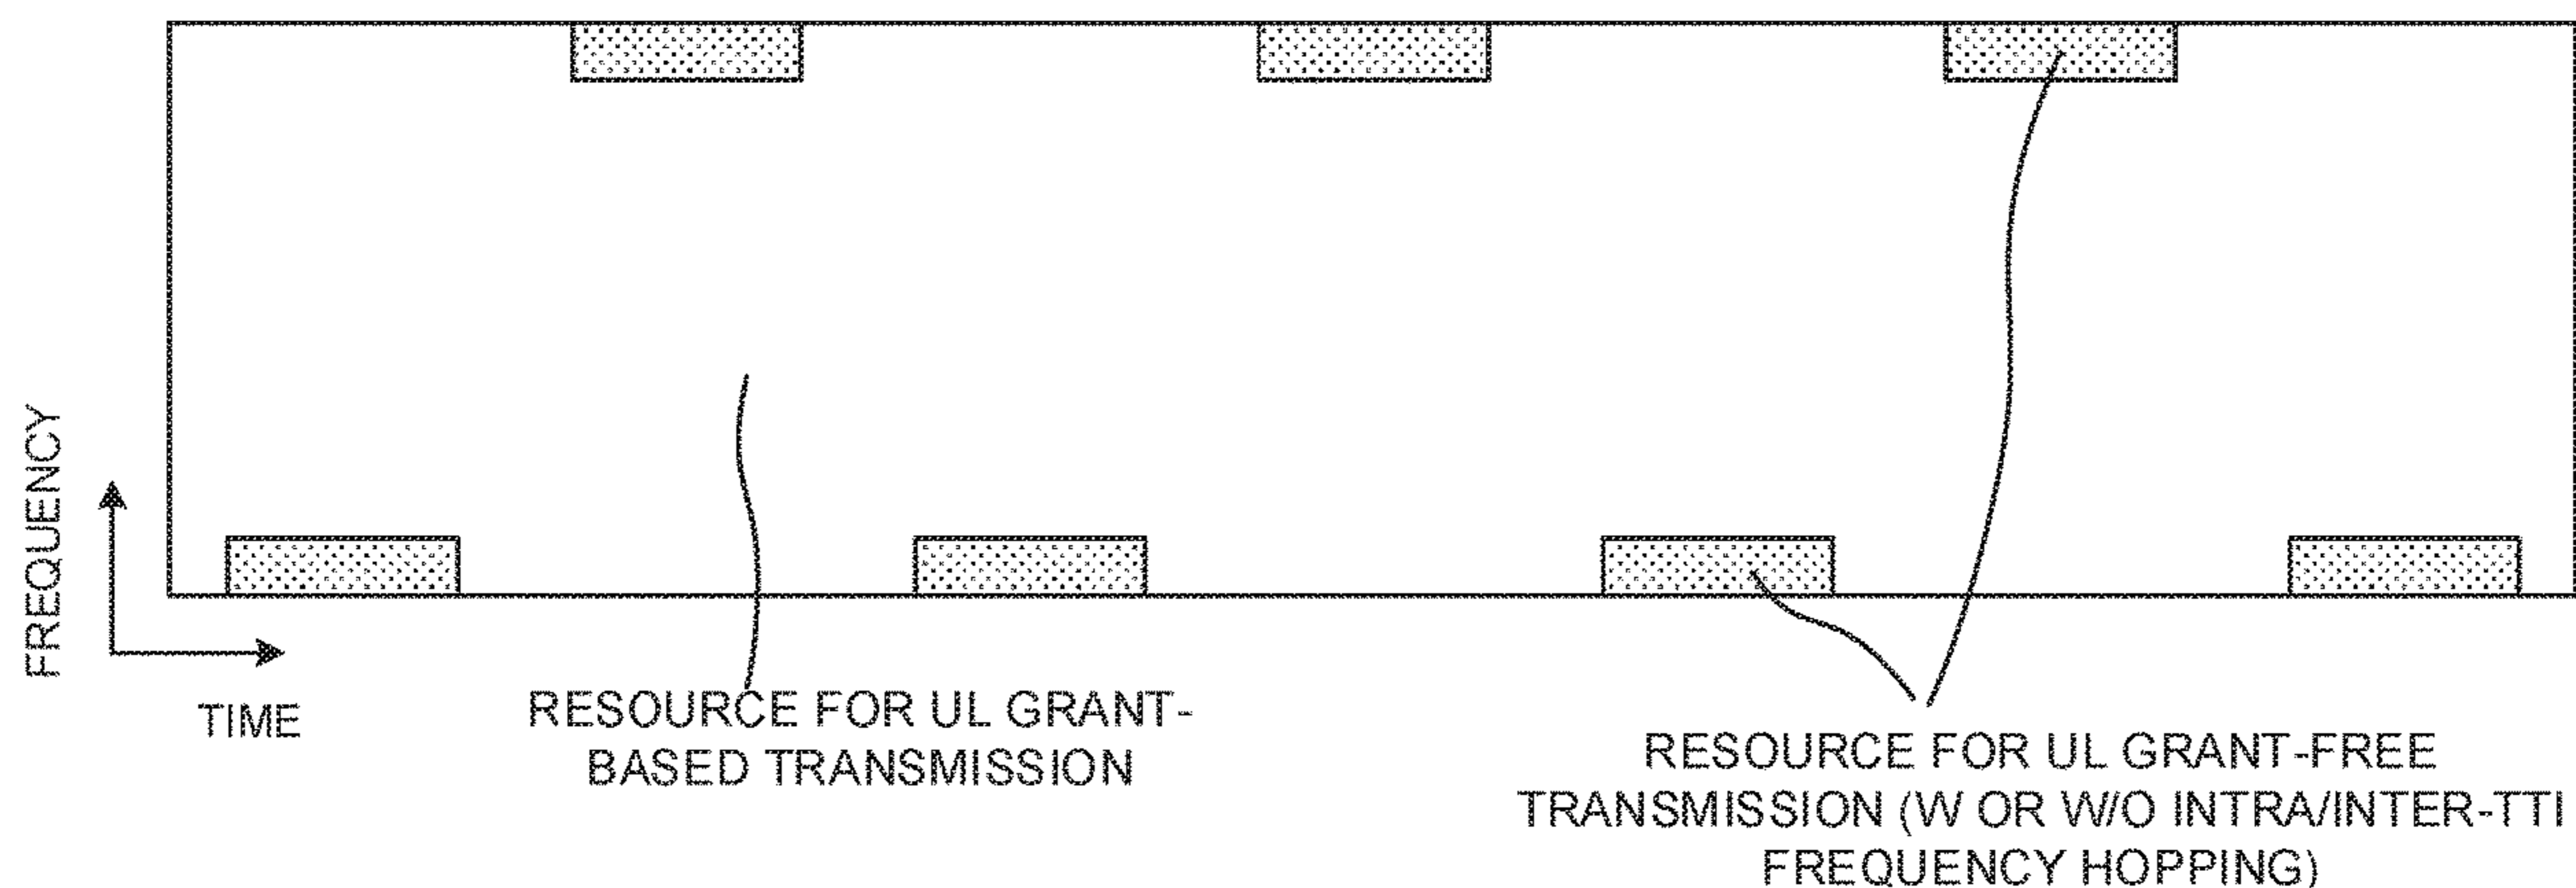 FREQUENCY
TIME
RESOURCE FOR UL GRANT-
BASED TRANSMISSION
RESOURCE FOR UL GRANT-FREE
TRANSMISSION (W OR W/O INTRA/INTER-TTI
FREQUENCY HOPPING)